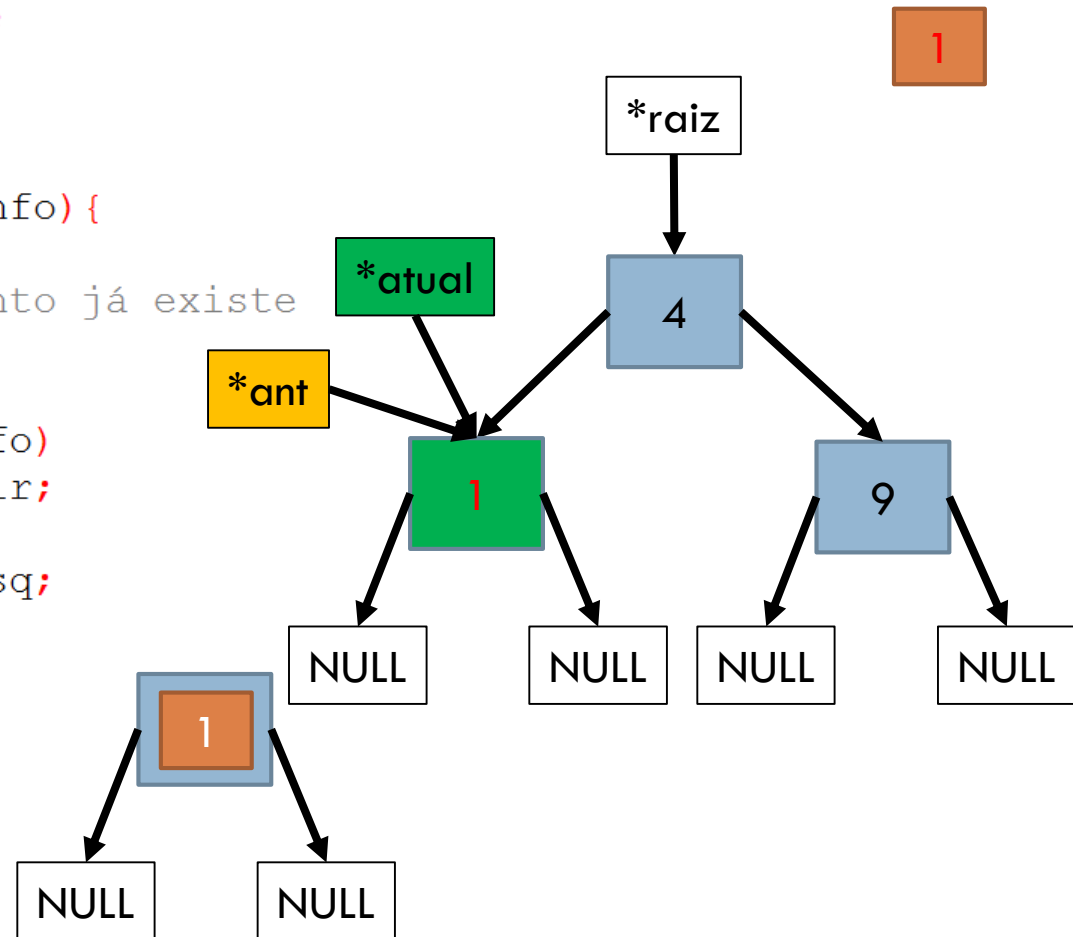 1
*raiz
nfo){
*atual
nto já existe
4
*ant
fo)
ir;
1
9
sq;
NULL
NULL
NULL
NULL
1
NULL
NULL